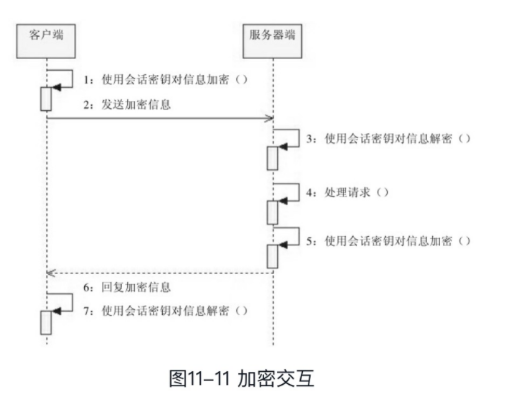 客户端
服务器端
1：使用会话密钥对信息加密（）
2：发送加密信息
3：使用会话密钥对信息解密（）
4：处理请求（）
5：使用会话密钥对信息加密（）
6：回复加密信息
7：使用会话密钥对信息解密（）
图11–11 加密交互